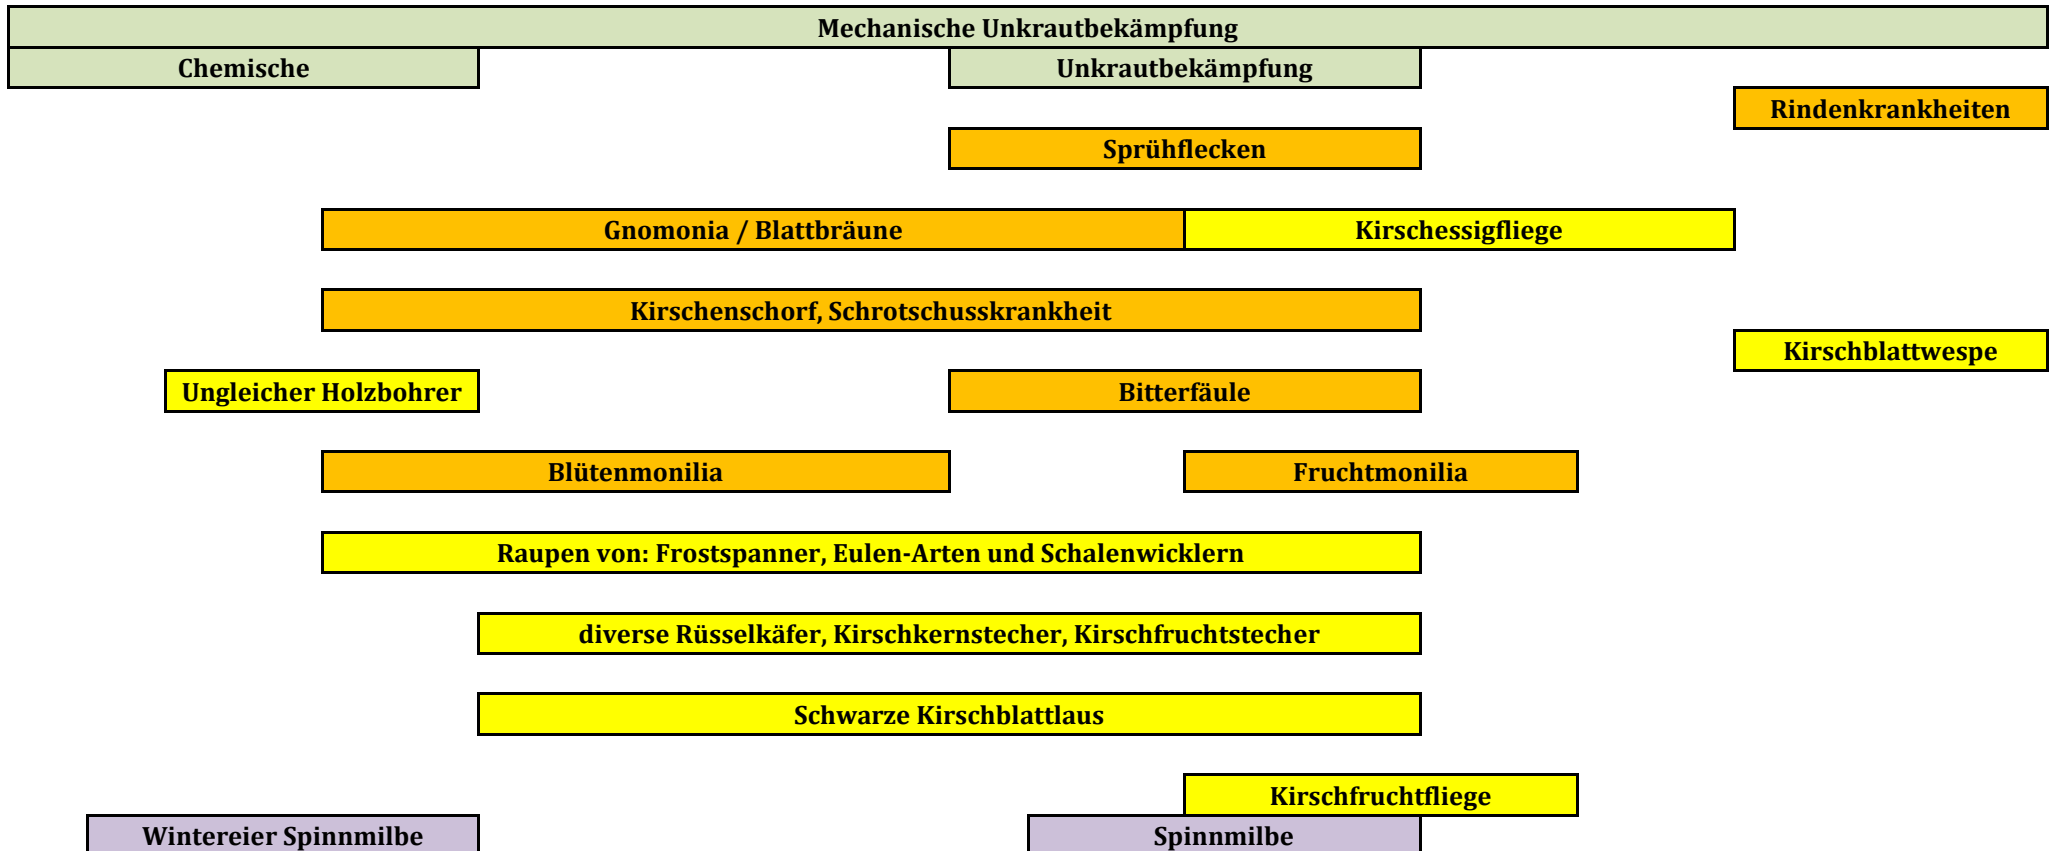 Mechanische Unkrautbekämpfung
Chemische Unkrautbekämpfung
Rindenkrankheiten
Sprühflecken
Gnomonia / Blattbräune Kirschessigfliege
Kirschenschorf, Schrotschusskrankheit
Kirschblattwespe
Ungleicher Holzbohrer Bitterfäule
Blütenmonilia Fruchtmonilia
Raupen von: Frostspanner, Eulen-Arten und Schalenwicklern
diverse Rüsselkäfer, Kirschkernstecher, Kirschfruchtstecher
Schwarze Kirschblattlaus
Kirschfruchtfliege
Wintereier Spinnmilbe Spinnmilbe